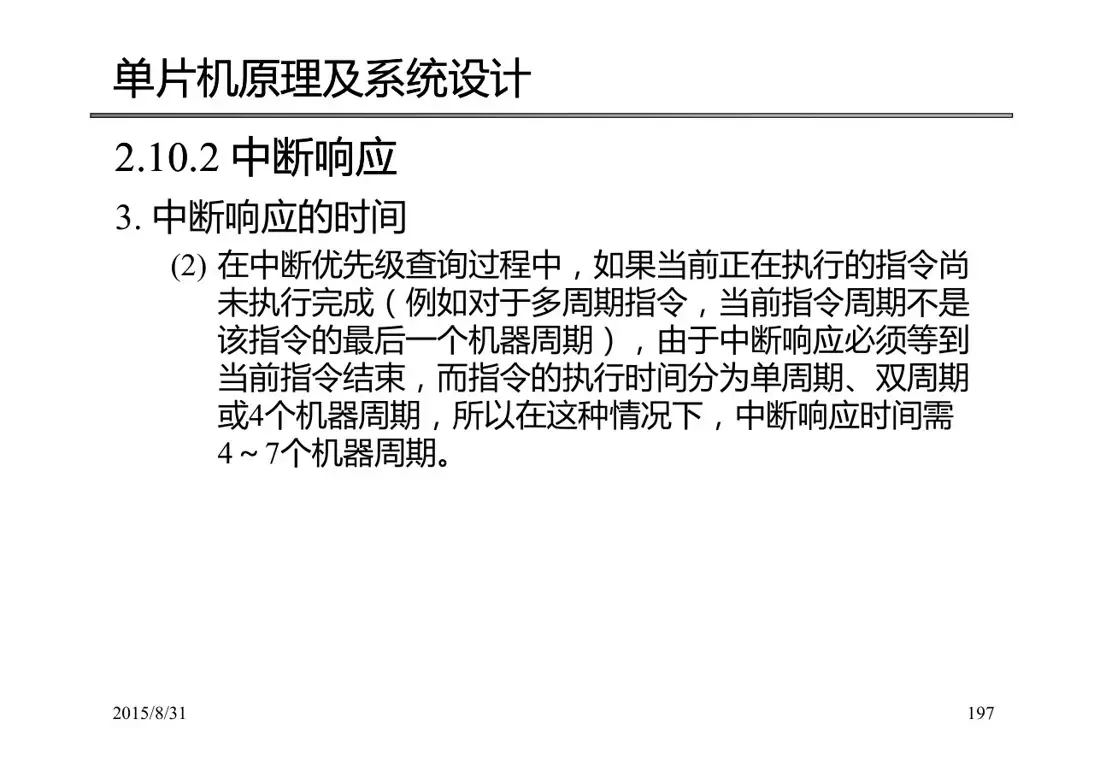 单片机原理及系统设计
2.10.2 中断响应
3. 中断响应的时间
(2) 在中断优先级查询过程中，如果当前正在执行的指令尚
未执行完成（例如对于多周期指令，当前指令周期不是
该指令的最后一个机器周期），由于中断响应必须等到
当前指令结束，而指令的执行时间分为单周期、双周期
或4个机器周期，所以在这种情况下，中断响应时间需
4～7个机器周期。
2015/8/31
197